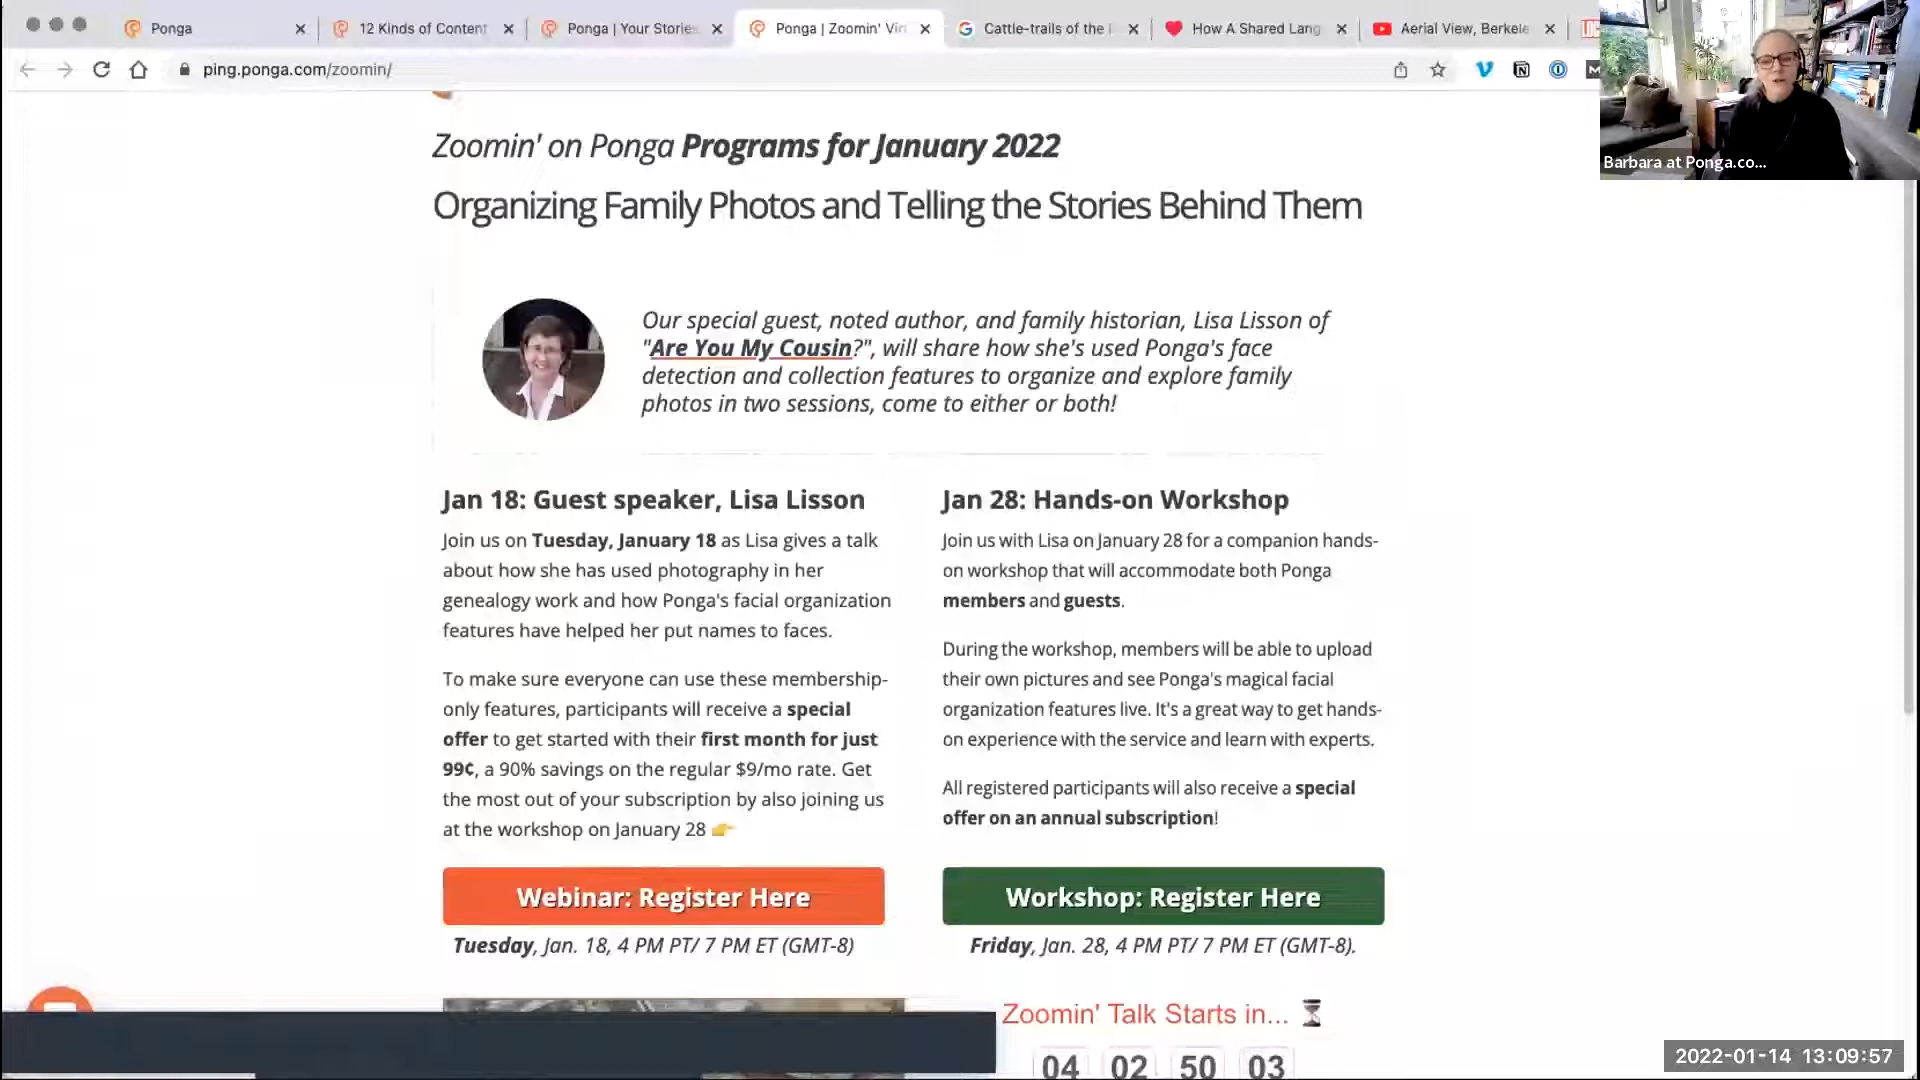 Ponga
12 Kinds of Content
Ponga | Your Stories
Ponga | Zoomin' Vir
Cattle-trails of the
How A Shared Lang
Aerial View, Berkele
ping.ponga.com/zoomin/
Barbara at Ponga.co...
Zoomin' on Ponga Programs for January 2022
Organizing Family Photos and Telling the Stories Behind Them
Our special guest, noted author, and family historian, Lisa Lisson of
"Are You My Cousin?", will share how she's used Ponga's face
detection and collection features to organize and explore family
photos in two sessions, come to either or both!
Jan 18: Guest speaker, Lisa Lisson
Join us on Tuesday, January 18 as Lisa gives a talk
about how she has used photography in her
genealogy work and how Ponga's facial organization
features have helped her put names to faces.
To make sure everyone can use these membership-
only features, participants will receive a special
offer to get started with their first month for just
99¢, a 90% savings on the regular $9/mo rate. Get
the most out of your subscription by also joining us
at the workshop on January 28 👉
Webinar: Register Here
Tuesday, Jan. 18, 4 PM PT/ 7 PM ET (GMT-8)
Jan 28: Hands-on Workshop
Join us with Lisa on January 28 for a companion hands-
on workshop that will accommodate both Ponga
members and guests.
During the workshop, members will be able to upload
their own pictures and see Ponga's magical facial
organization features live. It's a great way to get hands-
on experience with the service and learn with experts.
All registered participants will also receive a special
offer on an annual subscription!
Workshop: Register Here
Friday, Jan. 28, 4 PM PT/ 7 PM ET (GMT-8).
Zoomin' Talk Starts in... ⏳
04 02 50 03
2022-01-14 13:09:57